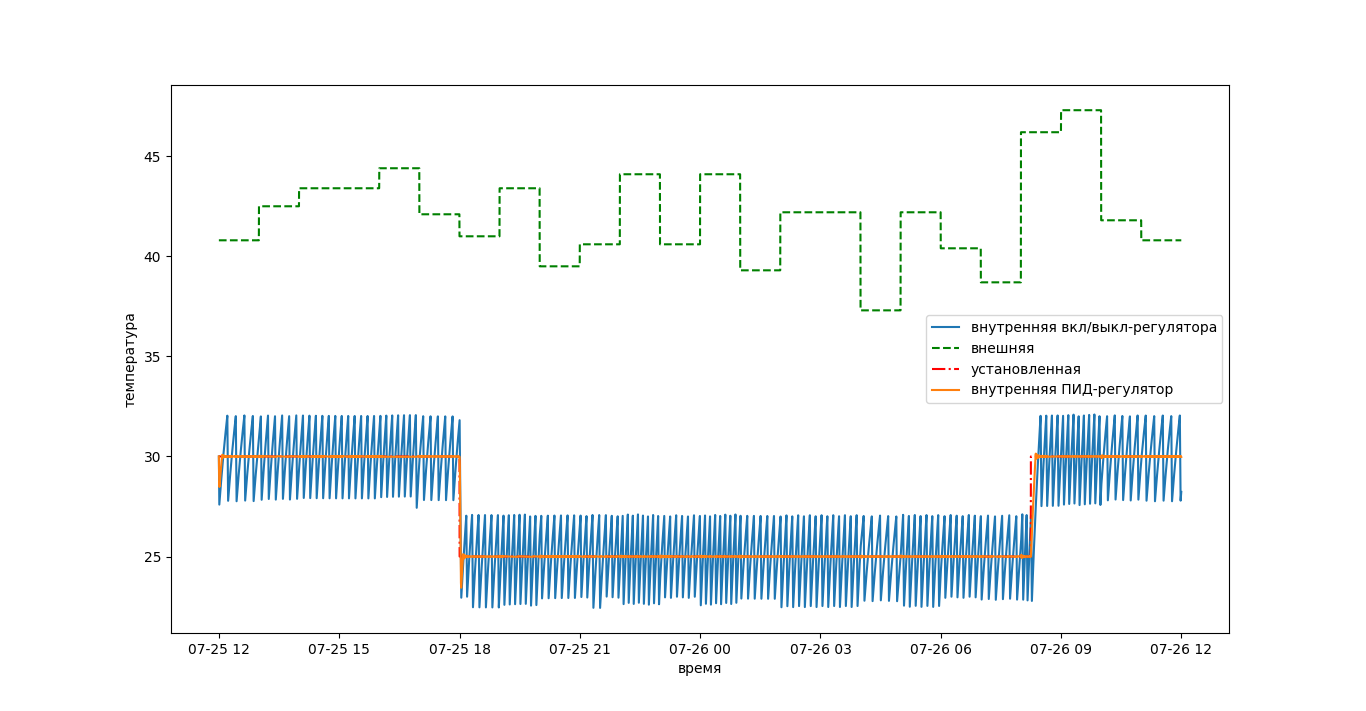 45
40
35
30
25
температура
внутренняя вкл/выкл-регулятора
внешняя
установленная
внутренняя ПИД-регулятор
07-25 12 07-25 15 07-25 18 07-25 21 07-26 00 07-26 03 07-26 06 07-26 09 07-26 12
время